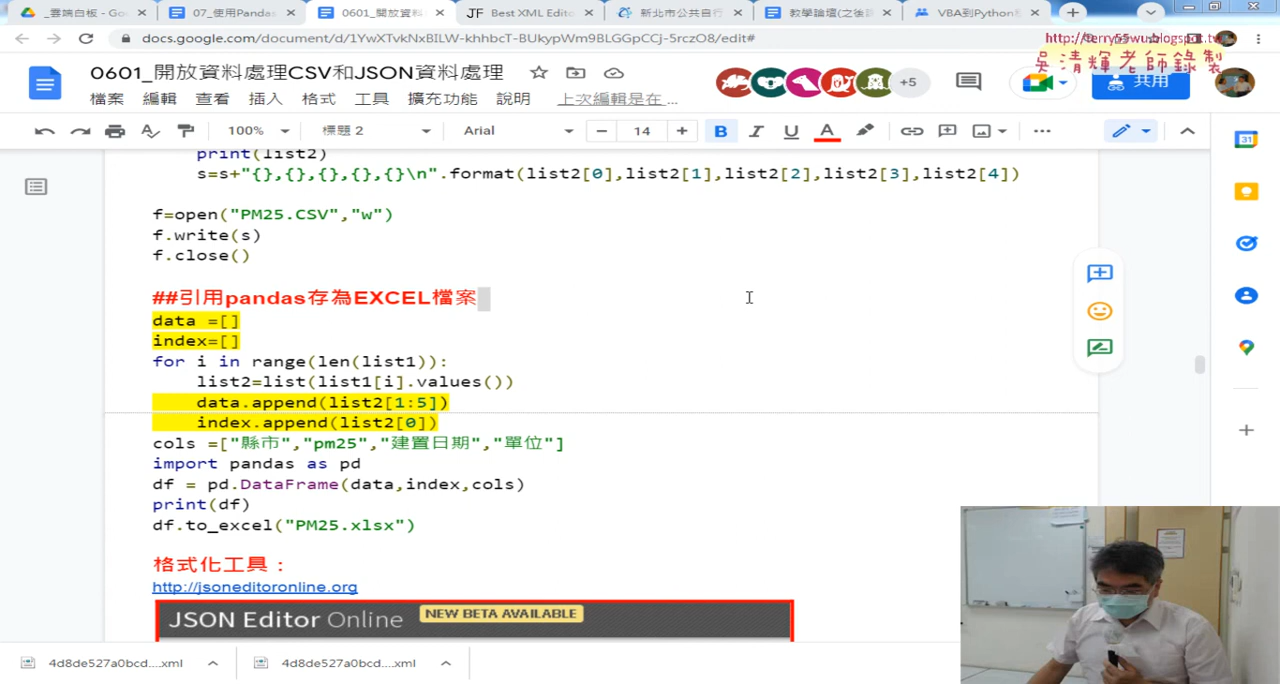 _雲端白板 - Goo
07_使用Panda
0601_開放資料
Best XML Edito
新北市公共自行
教學論壇(之後
VBA到Python
docs.google.com/document/d/1YwXTvkNxBILW-khhbcT-BUkypWm9BLGGpCCj-5rczO8/edit#
http://terry55wu.blogspot.tw
吳清輝老師錄製
0601_開放資料處理CSV和JSON資料處理
+5
共用
檔案 編輯 查看 插入 格式 工具 擴充功能 說明 上次編輯是在 ...
100% 標題 2 Arial 14 B I U A
print(list2)
s=s+"{},{},{},{},{}\n".format(list2[0],list2[1],list2[2],list2[3],list2[4])
f=open("PM25.CSV","w")
f.write(s)
f.close()
##引用pandas存為EXCEL檔案
data =[]
index=[]
for i in range(len(list1)):
list2=list(list1[i].values())
data.append(list2[1:5])
index.append(list2[0])
cols =["縣市","pm25","建置日期","單位"]
import pandas as pd
df = pd.DataFrame(data,index,cols)
print(df)
df.to_excel("PM25.xlsx")
格式化工具：
http://jsoneditoronline.org
JSON Editor Online NEW BETA AVAILABLE
4d8de527a0bcd....xml
4d8de527a0bcd....xml